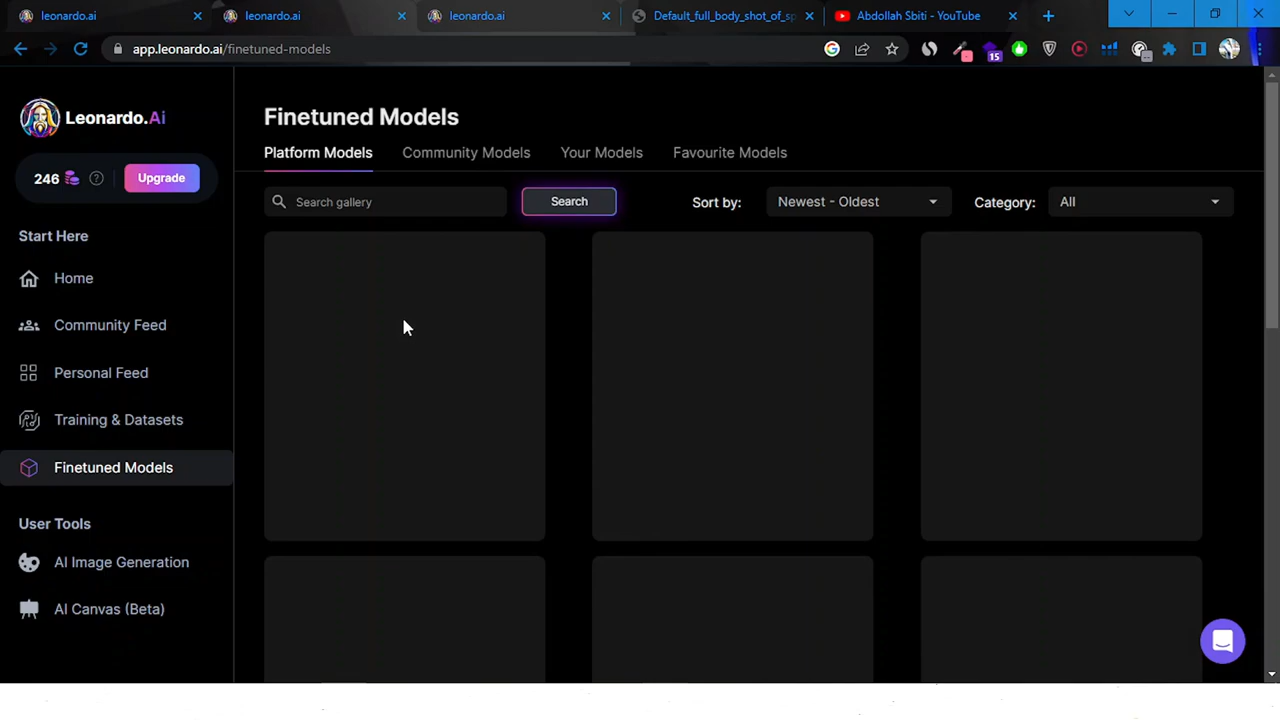 leonardo.ai
leonardo.ai
leonardo.ai
Default_full_body_shot_of_sp
Abdollah Sbiti - YouTube
app.leonardo.ai/finetuned-models
15
Leonardo.Ai
246
Upgrade
Start Here
Home
Community Feed
Personal Feed
Training & Datasets
Finetuned Models
User Tools
AI Image Generation
AI Canvas (Beta)
Finetuned Models
Platform Models
Community Models
Your Models
Favourite Models
Search gallery
Search
Sort by:
Newest - Oldest
Category:
All